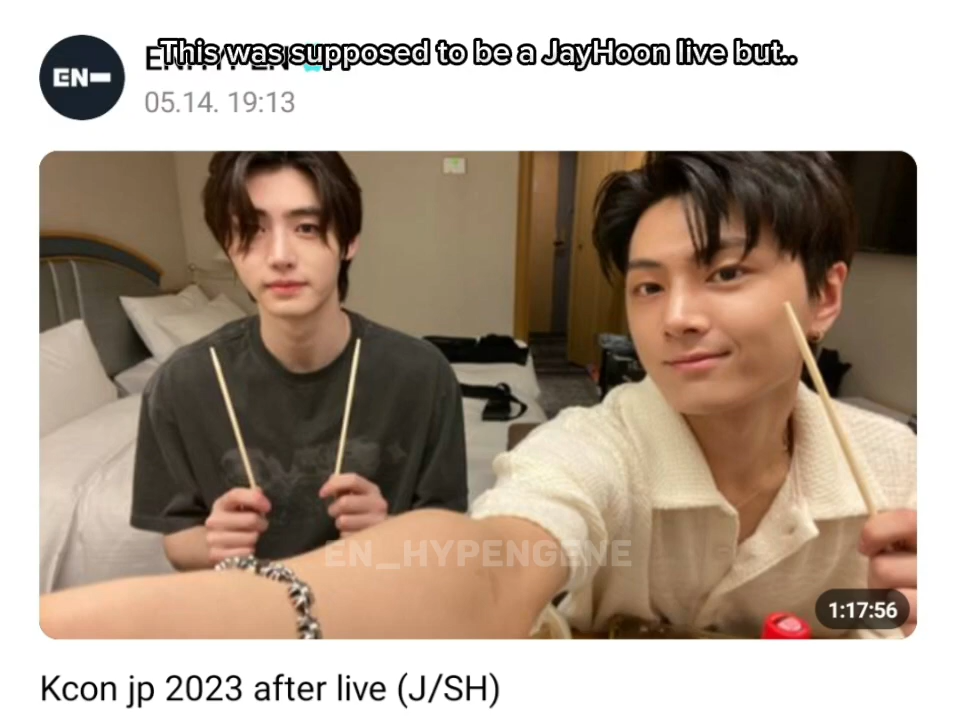 This was supposed to be a JayHoon live but..
EN-
05.14. 19:13
EN_HYPENGENE
1:17:56
Kcon jp 2023 after live (J/SH)